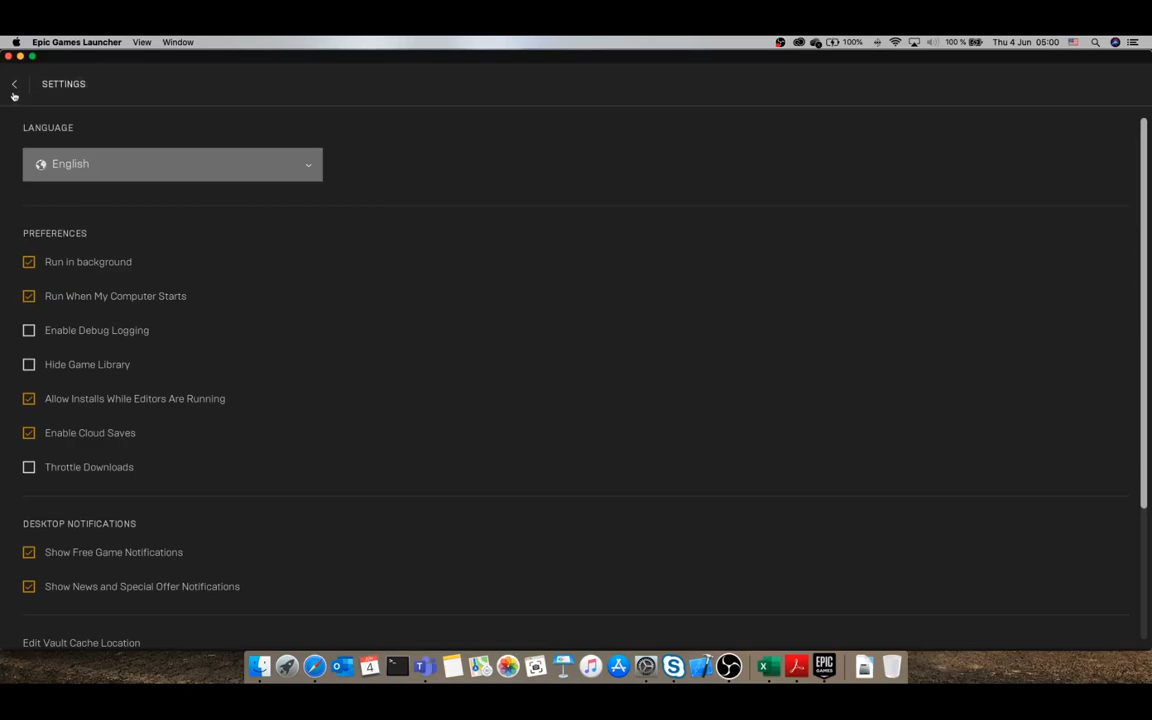 Epic Games Launcher View Window 100% 100 % Thu 4 Jun 05:00
SETTINGS
LANGUAGE
English
PREFERENCES
Run in background
Run When My Computer Starts
Enable Debug Logging
Hide Game Library
Allow Installs While Editors Are Running
Enable Cloud Saves
Throttle Downloads
DESKTOP NOTIFICATIONS
Show Free Game Notifications
Show News and Special Offer Notifications
Edit Vault Cache Location
EPIC
GAMES